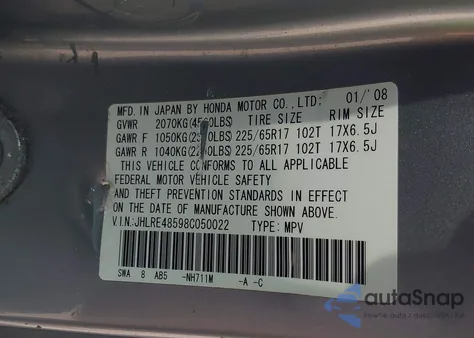 MFD. IN JAPAN BY HONDA MOTOR CO.,LTD: 01/'08
GVWR 2070KG TIRE SIZE RIM SIZE
GAWR F 1050KG 225/65R17 102T 17X6.5J
GAWR R 1040KG 225/65R17 102T 17X6.5J
THIS VEHICLE CONFORMS TO ALL APPLICABLE
FEDERAL MOTOR VEHICLE SAFETY
AND THEFT PREVENTION STANDARDS IN EFFECT
ON THE DATE OF MANUFACTURE SHOWN ABOVE.
V.I.N:JHLRE48598C050022 TYPE: MPV
SWA 8 AB5 -NH711M -A -C
autoSnap